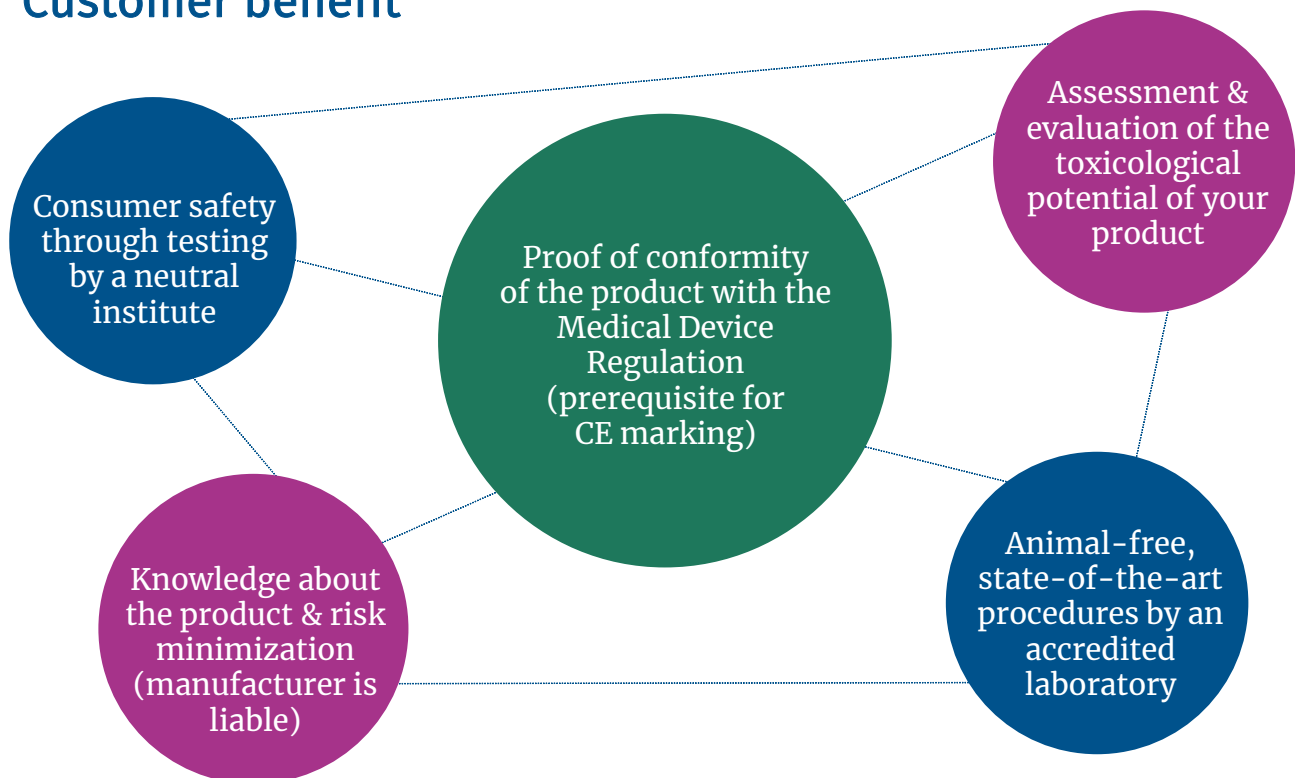 Customer benefit
Assessment &
evaluation of the
toxicological
potential of your
product
Consumer safety
through testing
by a neutral
institute
Proof of conformity
of the product with the
Medical Device
Regulation
(prerequisite for
CE marking)
Animal-free,
state-of-the-art
procedures by an
accredited
laboratory
Knowledge about
the product & risk
minimization
(manufacturer is
liable)